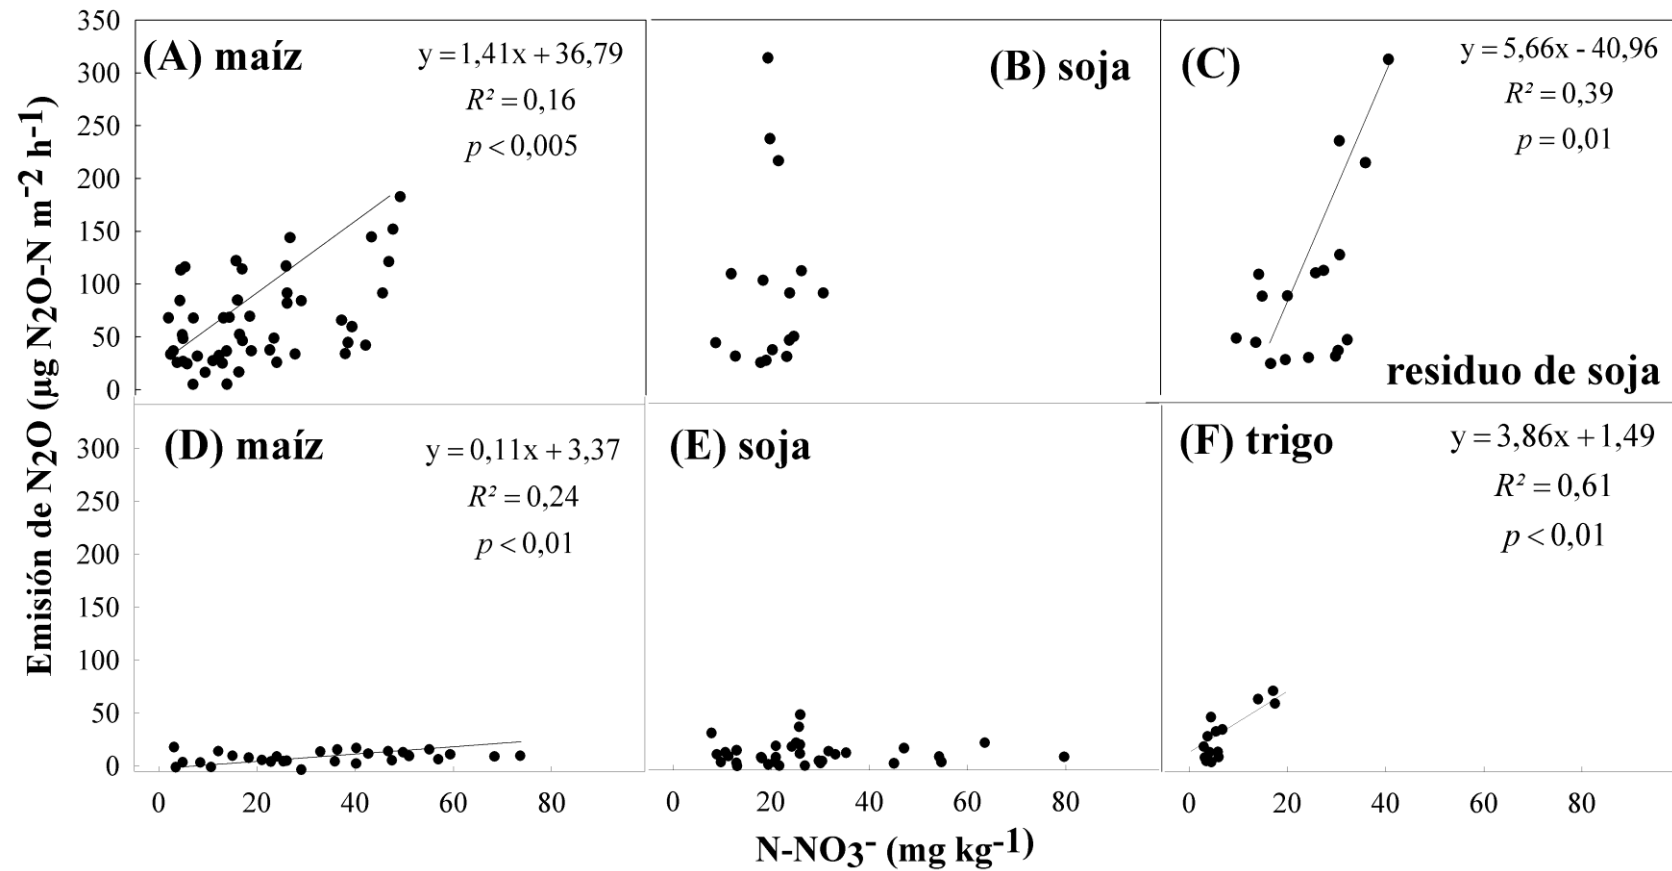 Emisión de N2O (µg N2O-N m-2 h-1)
350
300
250
200
150
100
50
0
(A) maíz
y = 1,41x + 36,79
R² = 0,16
p < 0,005
(B) soja
(C)
y = 5,66x - 40,96
R² = 0,39
p = 0,01
residuo de soja
300
250
200
150
100
50
0
(D) maíz
y = 0,11x + 3,37
R² = 0,24
p < 0,01
(E) soja
(F) trigo
y = 3,86x + 1,49
R² = 0,61
p < 0,01
0 20 40 60 80
0 20 40 60 80
0 20 40 60 80
N-NO3- (mg kg-1)